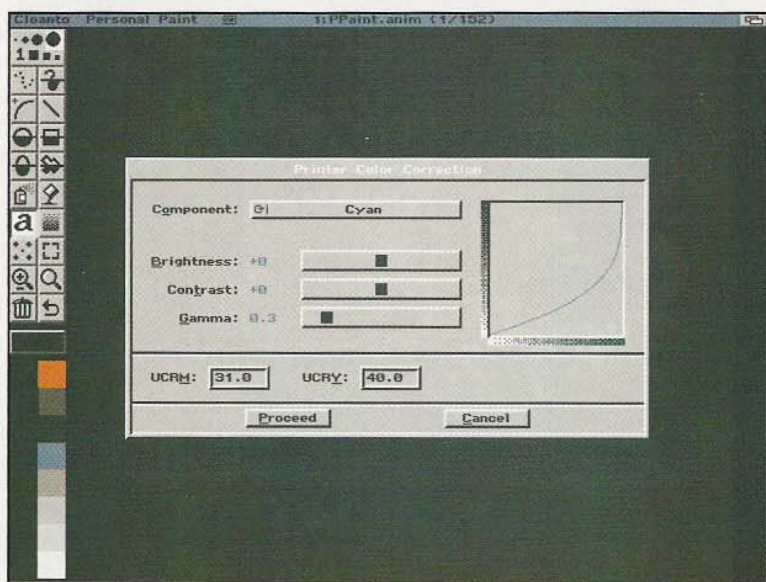 Cloanto Personal Paint 1:PPaint.anim (1/152)
1
a
Printer Color Correction
Component: Cyan
Brightness: +0
Contrast: +0
Gamma: 0.3
UCRM: 31.0 UCRY: 40.0
Proceed Cancel